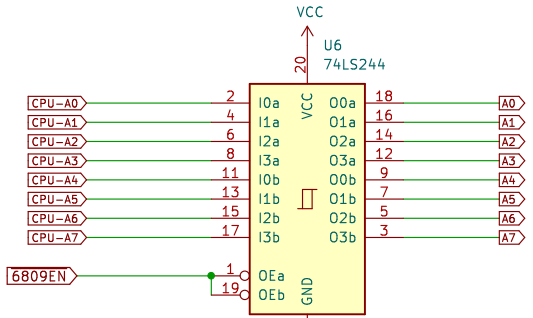 VCC
U6
74LS244
20
VCC
CPU-A0 2 I0a O0a 18 A0
CPU-A1 4 I1a O1a 16 A1
CPU-A2 6 I2a O2a 14 A2
CPU-A3 8 I3a O3a 12 A3
CPU-A4 11 I0b O0b 9 A4
CPU-A5 13 I1b O1b 7 A5
CPU-A6 15 I2b O2b 5 A6
CPU-A7 17 I3b O3b 3 A7
6809EN 1 OEa
19 OEb
GND